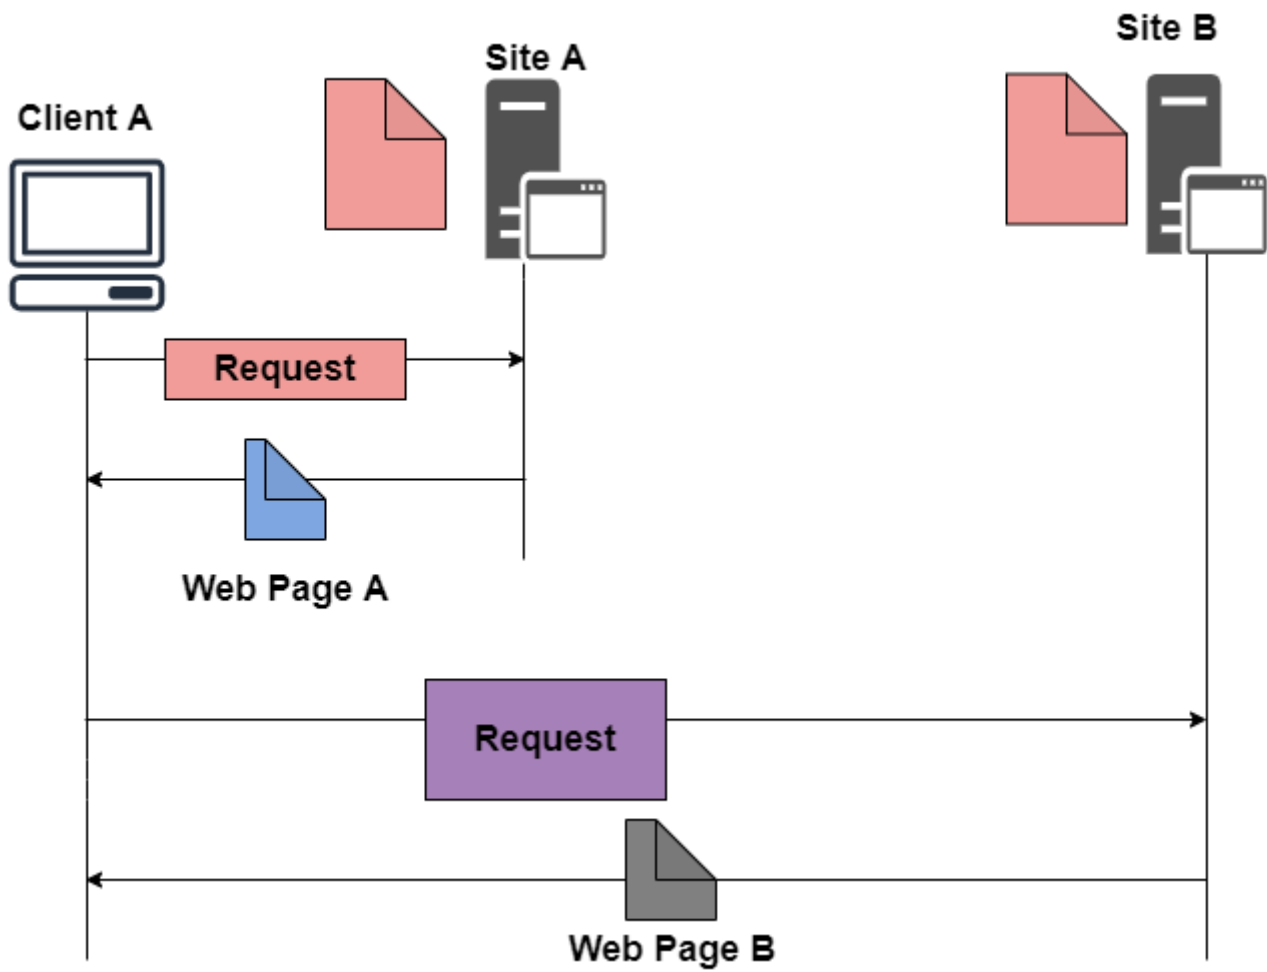 Site B
Site A
Client A
Request
Web Page A
Request
Web Page B